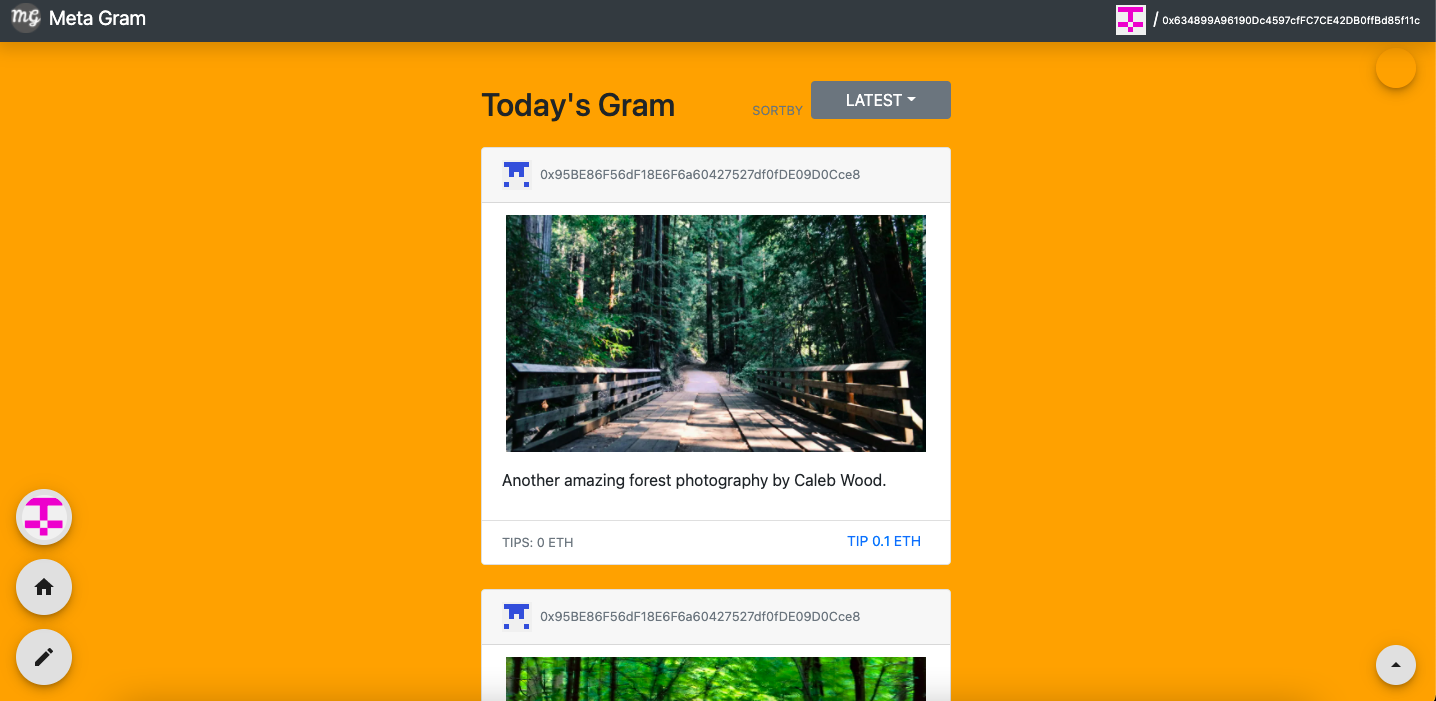 mg Meta Gram
/ 0x634899A96190Dc4597cfFC7CE42DB0ffBd85f11c
Today's Gram
SORTBY
LATEST
0x95BE86F56dF18E6F6a60427527df0fDE09D0Cce8
Another amazing forest photography by Caleb Wood.
TIPS: 0 ETH
TIP 0.1 ETH
0x95BE86F56dF18E6F6a60427527df0fDE09D0Cce8